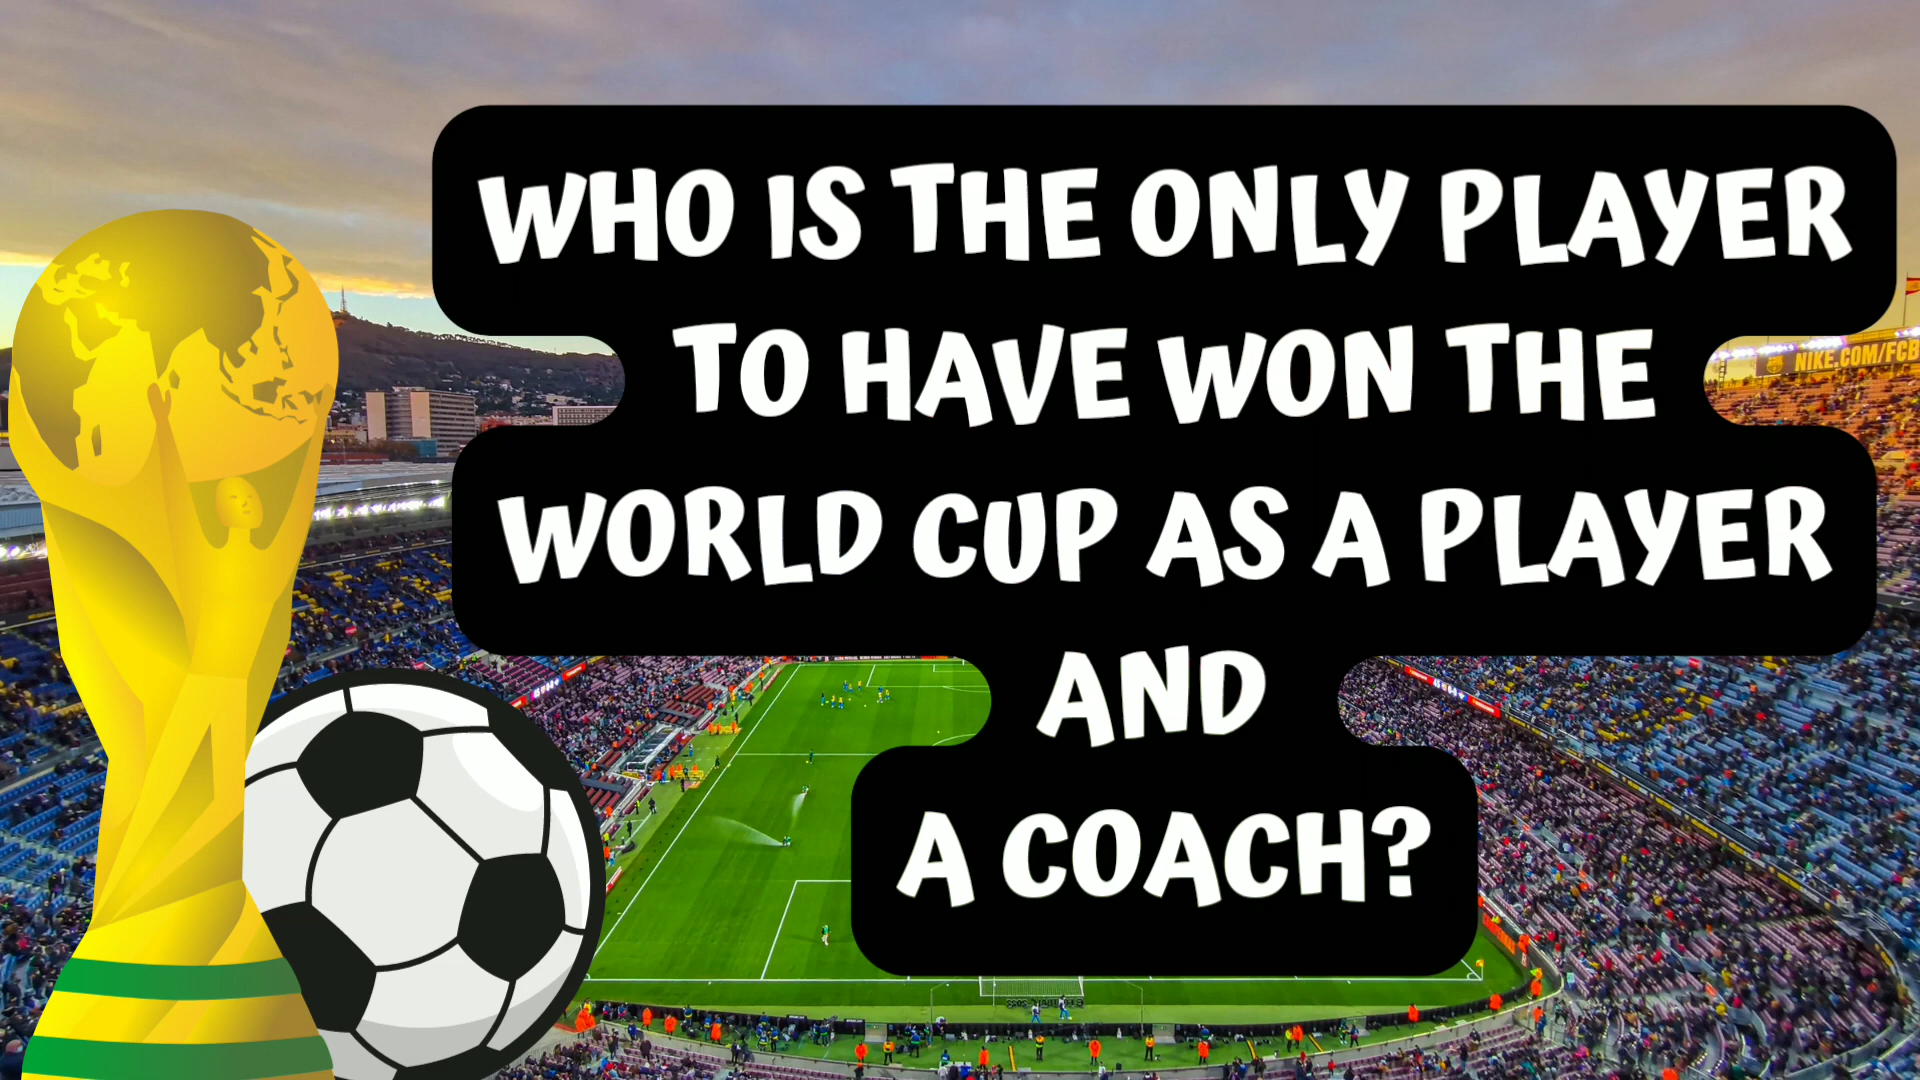 WHO IS THE ONLY PLAYER
TO HAVE WON THE
WORLD CUP AS A PLAYER
AND
A COACH?
NIKE.COM/FCB